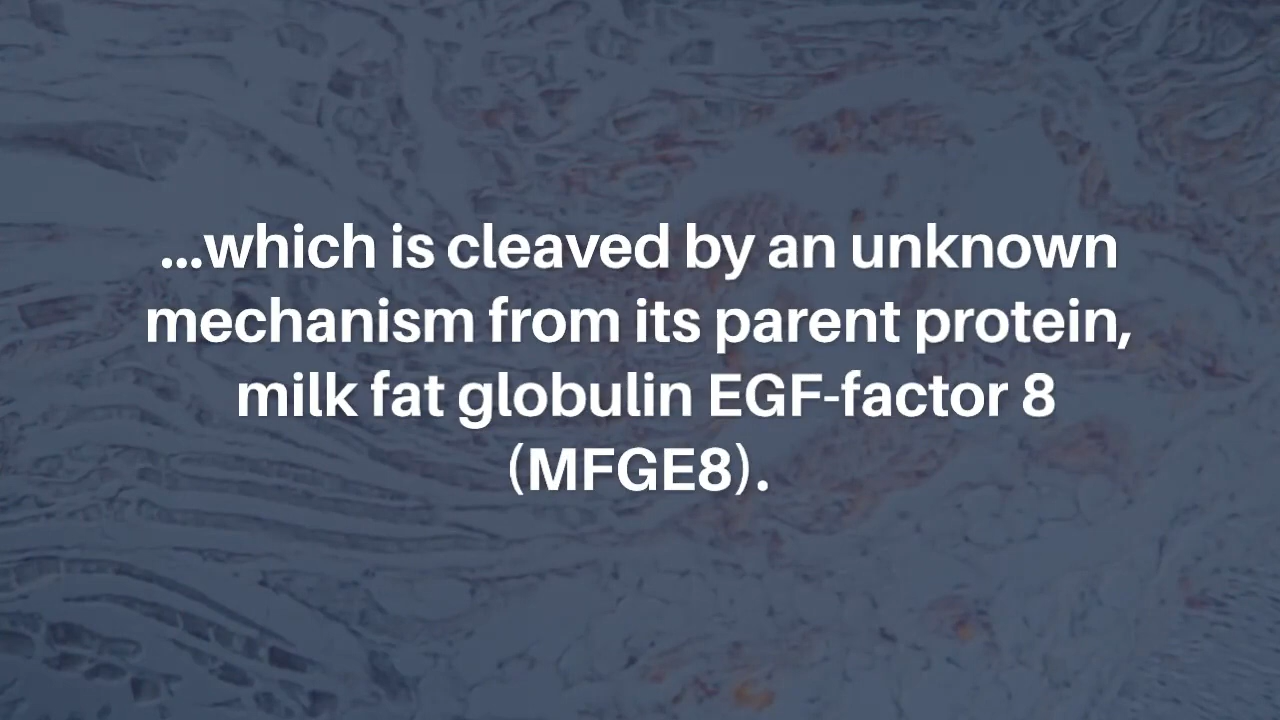 ...which is cleaved by an unknown
mechanism from its parent protein,
milk fat globulin EGF-factor 8
(MFGE8).